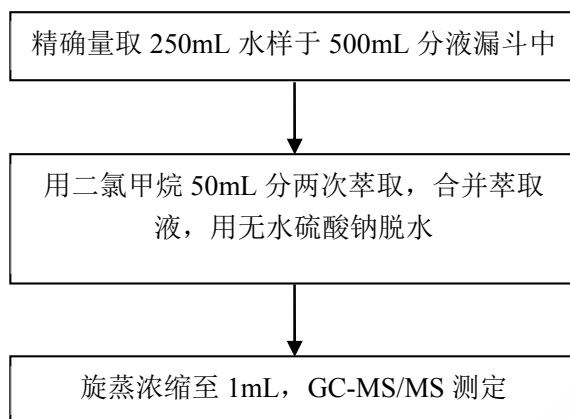 精确量取 250mL 水样于 500mL 分液漏斗中
用二氯甲烷 50mL 分两次萃取，合并萃取
液，用无水硫酸钠脱水
旋蒸浓缩至 1mL，GC-MS/MS 测定